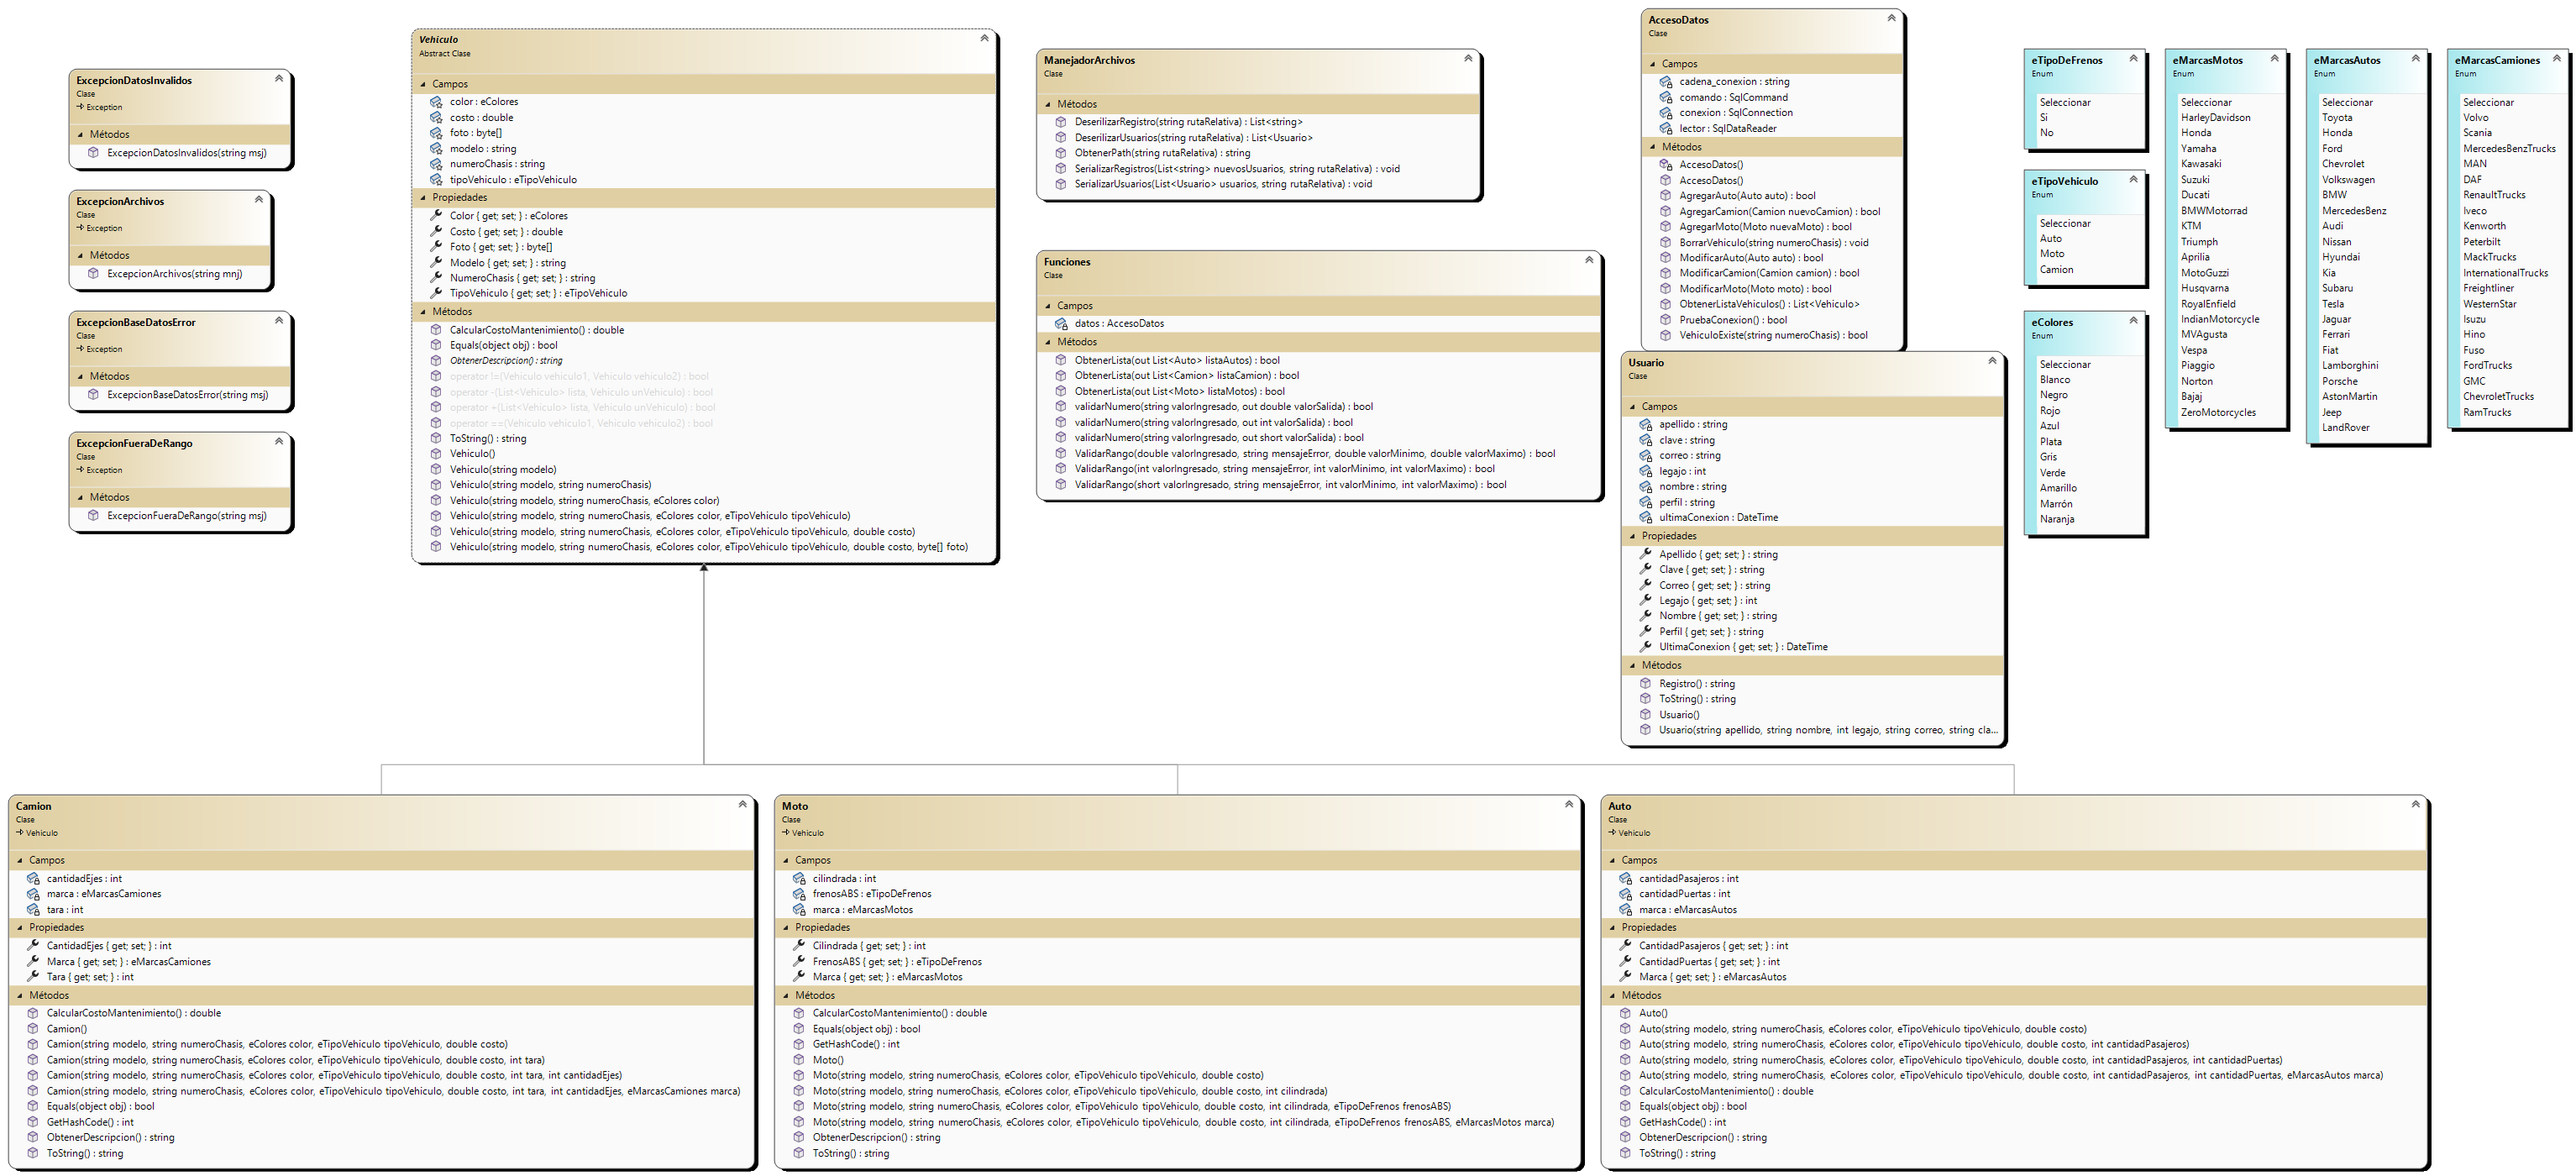 ExcepcionDatosInvalidos
Clase
Exception
Métodos
ExcepcionDatosInvalidos(string msj)
ExcepcionArchivos
Clase
Exception
Métodos
ExcepcionArchivos(string mnj)
ExcepcionBaseDatosError
Clase
Exception
Métodos
ExcepcionBaseDatosError(string msj)
ExcepcionFueraDeRango
Clase
Exception
Métodos
ExcepcionFueraDeRango(string msj)
Vehiculo
Abstract Clase
Campos
color : eColores
costo : double
foto : byte[]
modelo : string
numeroChasis : string
tipoVehiculo : eTipoVehiculo
Propiedades
Color { get; set; } : eColores
Costo { get; set; } : double
Foto { get; set; } : byte[]
Modelo { get; set; } : string
NumeroChasis { get; set; } : string
TipoVehiculo { get; set; } : eTipoVehiculo
Métodos
CalcularCostoMantenimiento() : double
Equals(object obj) : bool
ObtenerDescripcion() : string
operator !=(Vehiculo vehiculo1, Vehiculo vehiculo2) : bool
operator -(List<Vehiculo> lista, Vehiculo unVehiculo) : bool
operator +(List<Vehiculo> lista, Vehiculo unVehiculo) : bool
operator ==(Vehiculo vehiculo1, Vehiculo vehiculo2) : bool
ToString() : string
Vehiculo()
Vehiculo(string modelo)
Vehiculo(string modelo, string numeroChasis)
Vehiculo(string modelo, string numeroChasis, eColores color)
Vehiculo(string modelo, string numeroChasis, eColores color, eTipoVehiculo tipoVehiculo)
Vehiculo(string modelo, string numeroChasis, eColores color, eTipoVehiculo tipoVehiculo, double costo)
Vehiculo(string modelo, string numeroChasis, eColores color, eTipoVehiculo tipoVehiculo, double costo, byte[] foto)
ManejadorArchivos
Clase
Métodos
DeserilizarRegistro(string rutaRelativa) : List<string>
DeserilizarUsuarios(string rutaRelativa) : List<Usuario>
ObtenerPath(string rutaRelativa) : string
SerializarRegistros(List<string> nuevosUsuarios, string rutaRelativa) : void
SerializarUsuarios(List<Usuario> usuarios, string rutaRelativa) : void
Funciones
Clase
Campos
datos : AccesoDatos
Métodos
ObtenerLista(out List<Auto> listaAutos) : bool
ObtenerLista(out List<Camion> listaCamion) : bool
ObtenerLista(out List<Moto> listaMotos) : bool
validarNumero(string valorIngresado, out double valorSalida) : bool
validarNumero(string valorIngresado, out int valorSalida) : bool
validarNumero(string valorIngresado, out short valorSalida) : bool
ValidarRango(double valorIngresado, string mensajeError, double valorMinimo, double valorMaximo) : bool
ValidarRango(int valorIngresado, string mensajeError, int valorMinimo, int valorMaximo) : bool
ValidarRango(short valorIngresado, string mensajeError, int valorMinimo, int valorMaximo) : bool
AccesoDatos
Clase
Campos
cadena_conexion : string
comando : SqlCommand
conexion : SqlConnection
lector : SqlDataReader
Métodos
AccesoDatos()
AccesoDatos()
AgregarAuto(Auto auto) : bool
AgregarCamion(Camion nuevoCamion) : bool
AgregarMoto(Moto nuevaMoto) : bool
BorrarVehiculo(string numeroChasis) : void
ModificarAuto(Auto auto) : bool
ModificarCamion(Camion camion) : bool
ModificarMoto(Moto moto) : bool
ObtenerListaVehiculos() : List<Vehiculo>
PruebaConexion() : bool
VehiculoExiste(string numeroChasis) : bool
Usuario
Clase
Campos
apellido : string
clave : string
correo : string
legajo : int
nombre : string
perfil : string
ultimaConexion : DateTime
Propiedades
Apellido { get; set; } : string
Clave { get; set; } : string
Correo { get; set; } : string
Legajo { get; set; } : int
Nombre { get; set; } : string
Perfil { get; set; } : string
UltimaConexion { get; set; } : DateTime
Métodos
Registro() : string
ToString() : string
Usuario()
Usuario(string apellido, string nombre, int legajo, string correo, string cla...
eTipoDeFrenos
Enum
Seleccionar
Si
No
eTipoVehiculo
Enum
Seleccionar
Auto
Moto
Camion
eColores
Enum
Seleccionar
Blanco
Negro
Rojo
Azul
Plata
Gris
Verde
Amarillo
Marrón
Naranja
eMarcasMotos
Enum
Seleccionar
HarleyDavidson
Honda
Yamaha
Kawasaki
Suzuki
Ducati
BMWMotorrad
KTM
Triumph
Aprilia
MotoGuzzi
Husqvarna
RoyalEnfield
IndianMotorcycle
MVAgusta
Vespa
Piaggio
Norton
Bajaj
ZeroMotorcycles
eMarcasAutos
Enum
Seleccionar
Toyota
Honda
Ford
Chevrolet
Volkswagen
BMW
MercedesBenz
Audi
Nissan
Hyundai
Kia
Subaru
Tesla
Jaguar
Ferrari
Fiat
Lamborghini
Porsche
AstonMartin
Jeep
LandRover
eMarcasCamiones
Enum
Seleccionar
Volvo
Scania
MercedesBenzTrucks
MAN
DAF
RenaultTrucks
Iveco
Kenworth
Peterbilt
MackTrucks
InternationalTrucks
Freightliner
WesternStar
Isuzu
Hino
Fuso
FordTrucks
GMC
ChevroletTrucks
RamTrucks
Camion
Clase
Vehiculo
Campos
cantidadEjes : int
marca : eMarcasCamiones
tara : int
Propiedades
CantidadEjes { get; set; } : int
Marca { get; set; } : eMarcasCamiones
Tara { get; set; } : int
Métodos
CalcularCostoMantenimiento() : double
Camion()
Camion(string modelo, string numeroChasis, eColores color, eTipoVehiculo tipoVehiculo, double costo)
Camion(string modelo, string numeroChasis, eColores color, eTipoVehiculo tipoVehiculo, double costo, int tara)
Camion(string modelo, string numeroChasis, eColores color, eTipoVehiculo tipoVehiculo, double costo, int tara, int cantidadEjes)
Camion(string modelo, string numeroChasis, eColores color, eTipoVehiculo tipoVehiculo, double costo, int tara, int cantidadEjes, eMarcasCamiones marca)
Equals(object obj) : bool
GetHashCode() : int
ObtenerDescripcion() : string
ToString() : string
Moto
Clase
Vehiculo
Campos
cilindrada : int
frenosABS : eTipoDeFrenos
marca : eMarcasMotos
Propiedades
Cilindrada { get; set; } : int
FrenosABS { get; set; } : eTipoDeFrenos
Marca { get; set; } : eMarcasMotos
Métodos
CalcularCostoMantenimiento() : double
Equals(object obj) : bool
GetHashCode() : int
Moto()
Moto(string modelo, string numeroChasis, eColores color, eTipoVehiculo tipoVehiculo, double costo)
Moto(string modelo, string numeroChasis, eColores color, eTipoVehiculo tipoVehiculo, double costo, int cilindrada)
Moto(string modelo, string numeroChasis, eColores color, eTipoVehiculo tipoVehiculo, double costo, int cilindrada, eTipoDeFrenos frenosABS)
Moto(string modelo, string numeroChasis, eColores color, eTipoVehiculo tipoVehiculo, double costo, int cilindrada, eTipoDeFrenos frenosABS, eMarcasMotos marca)
ObtenerDescripcion() : string
ToString() : string
Auto
Clase
Vehiculo
Campos
cantidadPasajeros : int
cantidadPuertas : int
marca : eMarcasAutos
Propiedades
CantidadPasajeros { get; set; } : int
CantidadPuertas { get; set; } : int
Marca { get; set; } : eMarcasAutos
Métodos
Auto()
Auto(string modelo, string numeroChasis, eColores color, eTipoVehiculo tipoVehiculo, double costo)
Auto(string modelo, string numeroChasis, eColores color, eTipoVehiculo tipoVehiculo, double costo, int cantidadPasajeros)
Auto(string modelo, string numeroChasis, eColores color, eTipoVehiculo tipoVehiculo, double costo, int cantidadPasajeros, int cantidadPuertas)
Auto(string modelo, string numeroChasis, eColores color, eTipoVehiculo tipoVehiculo, double costo, int cantidadPasajeros, int cantidadPuertas, eMarcasAutos marca)
CalcularCostoMantenimiento() : double
Equals(object obj) : bool
GetHashCode() : int
ObtenerDescripcion() : string
ToString() : string